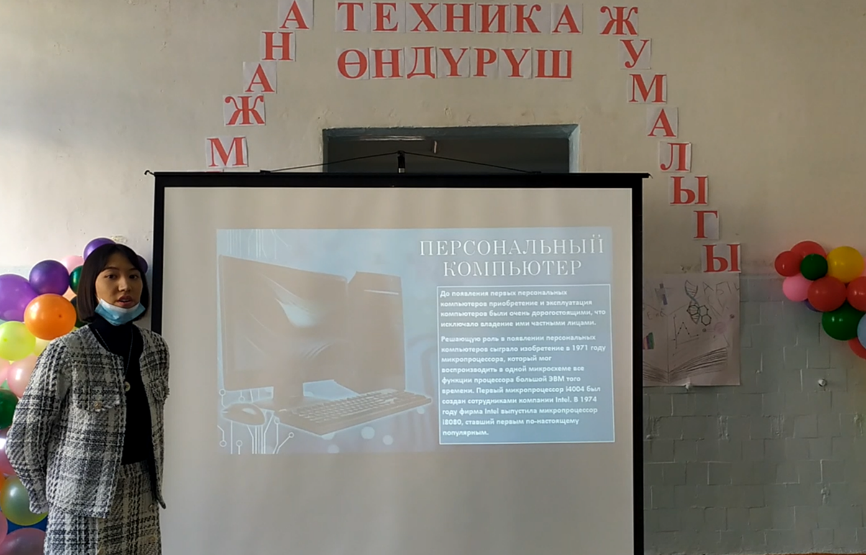 МАЖАНА ЖУМАЛЫГЫ
ТЕХНИКА
ӨНДҮРҮШ
ПЕРСОНАЛЬНЫЙ
КОМПЬЮТЕР
До появления первых персональных
компьютеров приобретение и эксплуатация
компьютеров были очень дорогостоящими, что
исключало владение ими частными лицами.
Решающую роль в появлении персональных
компьютеров сыграло изобретение в 1971 году
микропроцессора, который мог
воспроизводить в одной микросхеме все
функции процессора большой ЭВМ того
времени. Первый микропроцессор i4004 был
создан сотрудниками компании Intel. В 1974
году фирма Intel выпустила микропроцессор
i8080, ставший первым по-настоящему
популярным.